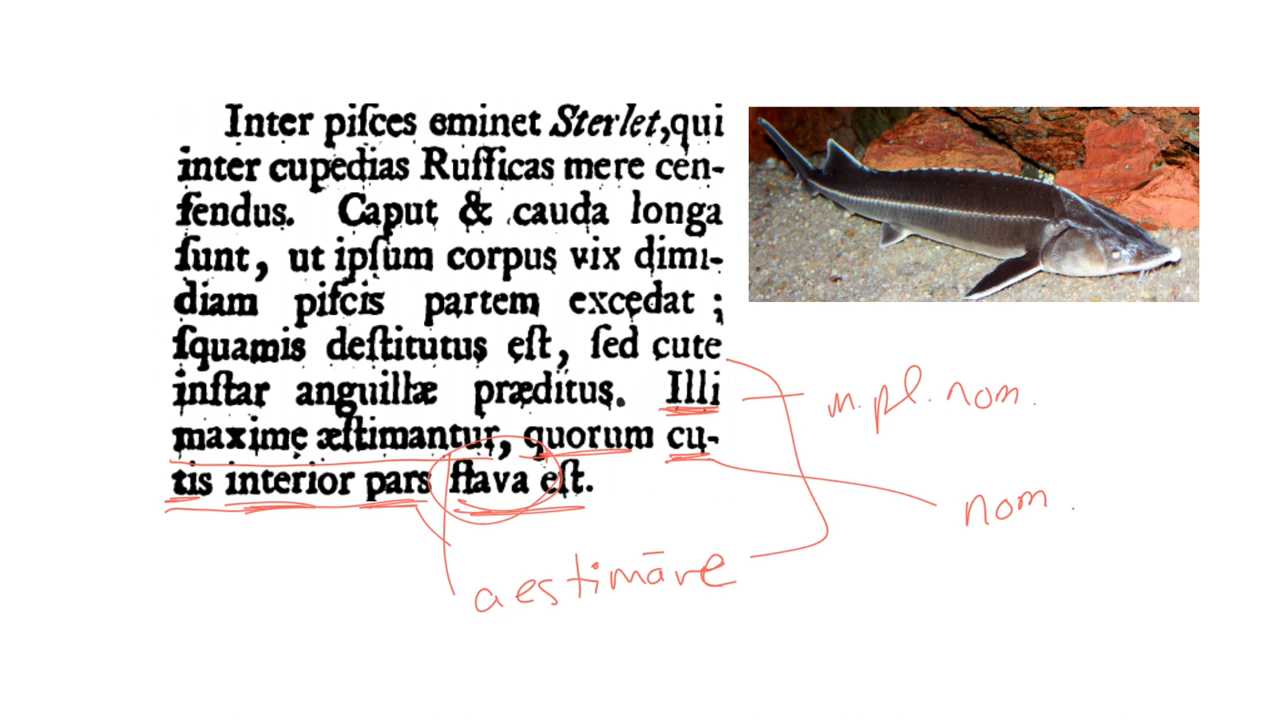 Inter piſces eminet Sterlet, qui
inter cupedias Ruſſicas mere cen-
ſendus. Caput & cauda longa
ſunt, ut ipſum corpus vix dimi-
diam piſcis partem excedat ;
ſquamis deſtitutus eſt, ſed cute
inſtar anguillæ præditus. Illi
maxime æſtimantur, quorum cu-
tis interior pars flava eſt.
m. pl. nom.
nom.
aestimāre